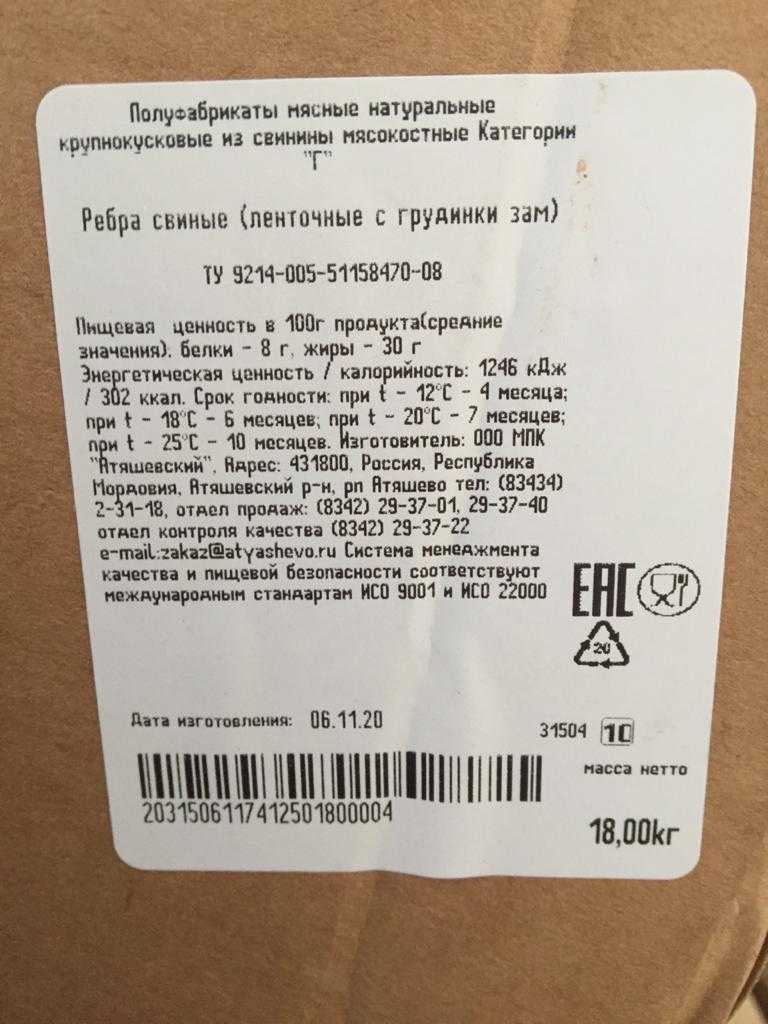 Полуфабрикаты мясные натуральные
крупнокусковые из свинины мясокостные Категории
"Г"
Ребра свиные (ленточные с грудинки зам)
ТУ 9214-005-51158470-08
Пищевая ценность в 100г продукта(средние
значения): белки - 8 г, жиры - 30 г
Энергетическая ценность / калорийность: 1246 кДж
/ 302 ккал. Срок годности: при t - 12°С - 4 месяца;
при t - 18°С - 6 месяцев; при t - 20°С - 7 месяцев;
при t - 25°С - 10 месяцев. Изготовитель: ООО МПК
"Атяшевский", Адрес: 431800, Россия, Республика
Мордовия, Атяшевский р-н, рп Атяшево тел: (83434)
2-31-18, отдел продаж: (8342) 29-37-01, 29-37-40
отдел контроля качества (8342) 29-37-22
e-mail:zakaz@atyashevo.ru Система менеджмента
качества и пищевой безопасности соответствуют
международным стандартам ИСО 9001 и ИСО 22000
ЕАС
20
Дата изготовления: 06.11.20
31504 10
масса нетто
2031506117412501800004
18,00кг